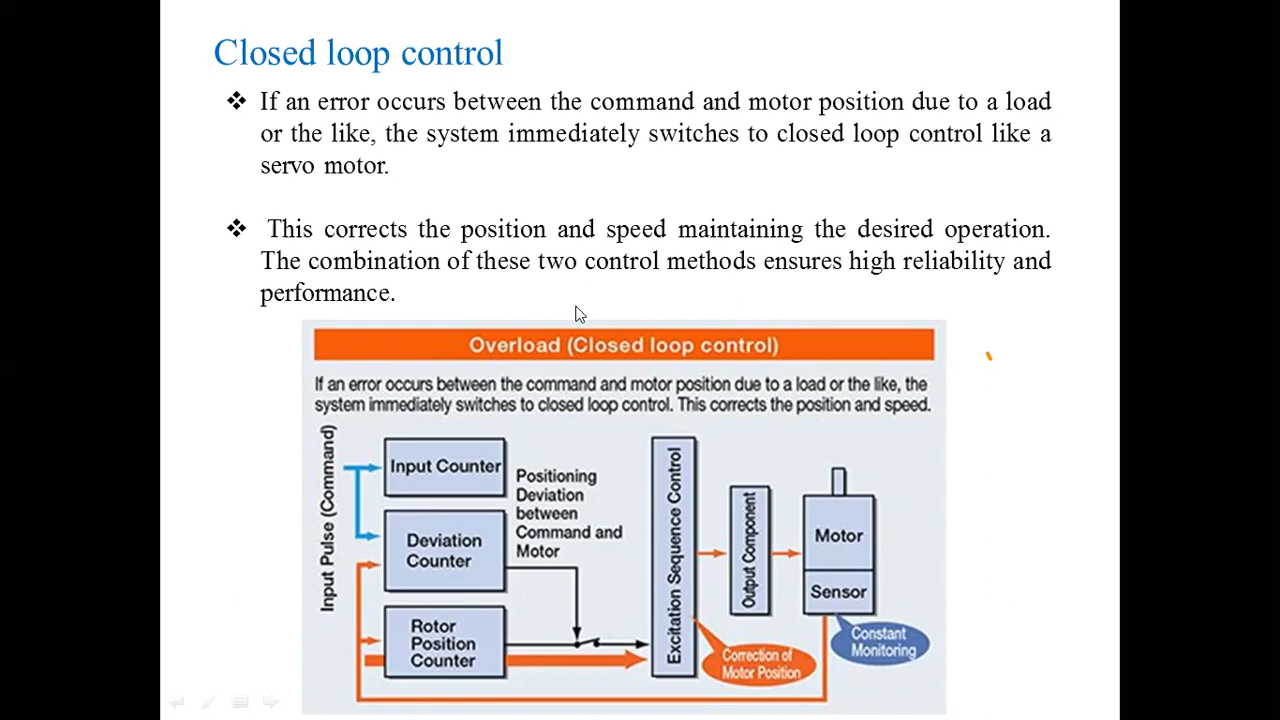 Closed loop control
❖ If an error occurs between the command and motor position due to a load
or the like, the system immediately switches to closed loop control like a
servo motor.
❖ This corrects the position and speed maintaining the desired operation.
The combination of these two control methods ensures high reliability and
performance.
Overload (Closed loop control)
If an error occurs between the command and motor position due to a load or the like, the
system immediately switches to closed loop control. This corrects the position and speed.
Input Pulse (Command)
Input Counter
Deviation
Counter
Rotor
Position
Counter
Positioning
Deviation
between
Command and
Motor
Excitation Sequence Control
Output Component
Motor
Sensor
Correction of
Motor Position
Constant
Monitoring